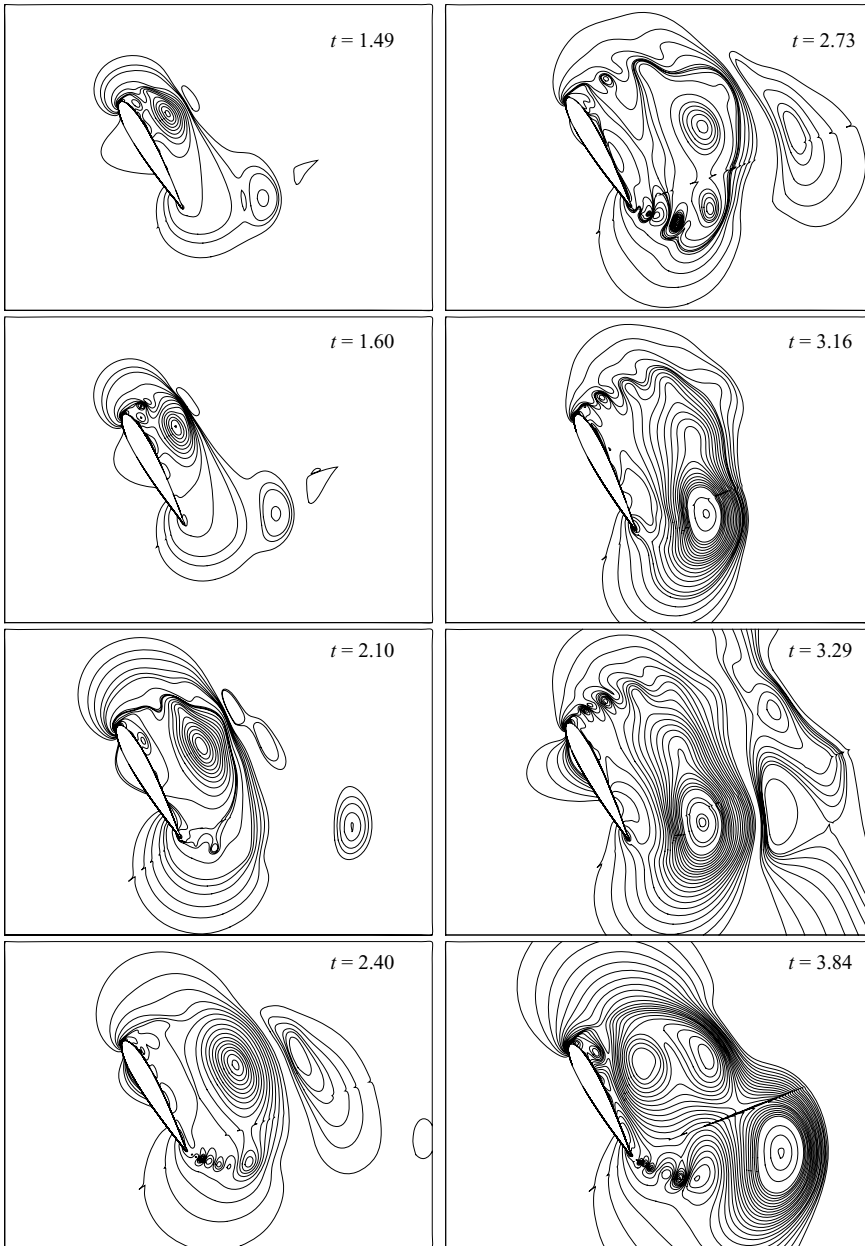 t = 1.49
t = 2.73
t = 1.60
t = 3.16
t = 2.10
t = 3.29
t = 2.40
t = 3.84